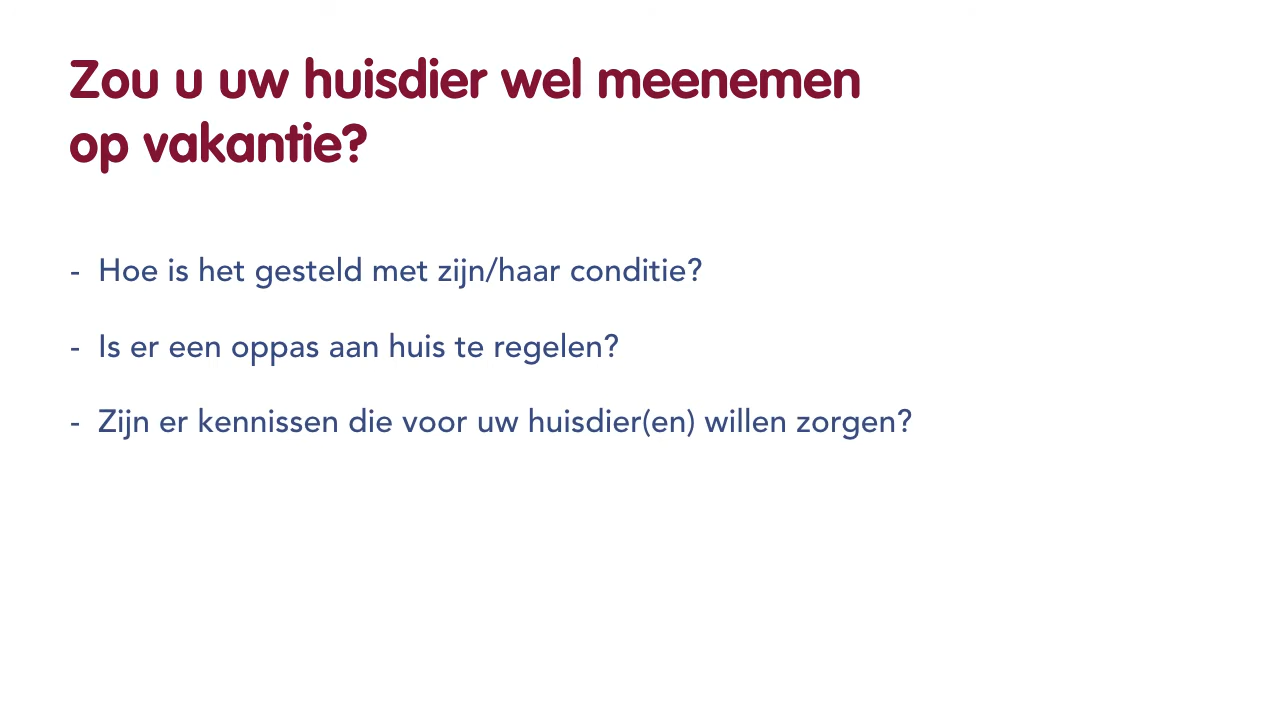 Zou u uw huisdier wel meenemen
op vakantie?
- Hoe is het gesteld met zijn/haar conditie?
- Is er een oppas aan huis te regelen?
- Zijn er kennissen die voor uw huisdier(en) willen zorgen?